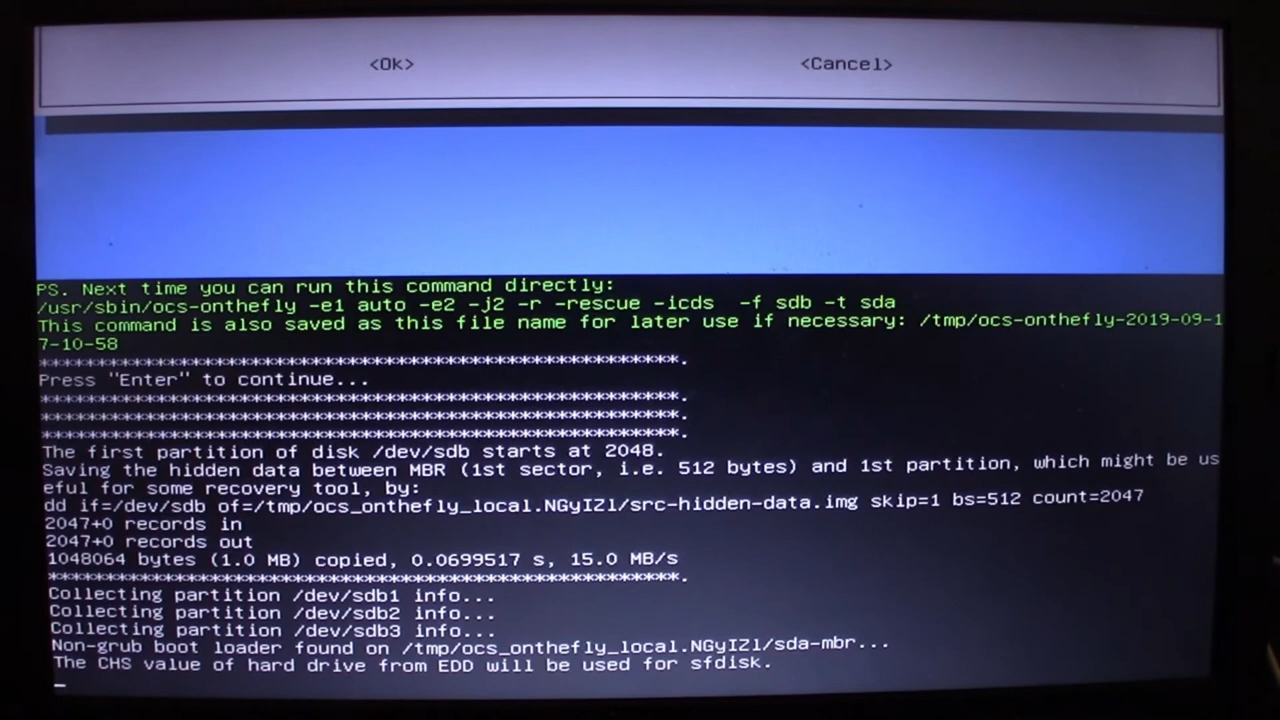 <Ok> <Cancel>
PS. Next time you can run this command directly:
/usr/sbin/ocs-onthefly -e1 auto -e2 -j2 -r -rescue -icds  -f sdb -t sda
This command is also saved as this file name for later use if necessary: /tmp/ocs-onthefly-2019-09-1
7-10-58
*****************************************************.
Press "Enter" to continue...
*****************************************************.
*****************************************************.
*****************************************************.
The first partition of disk /dev/sdb starts at 2048.
Saving the hidden data between MBR (1st sector, i.e. 512 bytes) and 1st partition, which might be us
eful for some recovery tool, by:
dd if=/dev/sdb of=/tmp/ocs_onthefly_local.NGyIZl/src-hidden-data.img skip=1 bs=512 count=2047
2047+0 records in
2047+0 records out
1048064 bytes (1.0 MB) copied, 0.0699517 s, 15.0 MB/s
*****************************************************.
Collecting partition /dev/sdb1 info...
Collecting partition /dev/sdb2 info...
Collecting partition /dev/sdb3 info...
Non-grub boot loader found on /tmp/ocs_onthefly_local.NGyIZl/sda-mbr...
The CHS value of hard drive from EDD will be used for sfdisk.